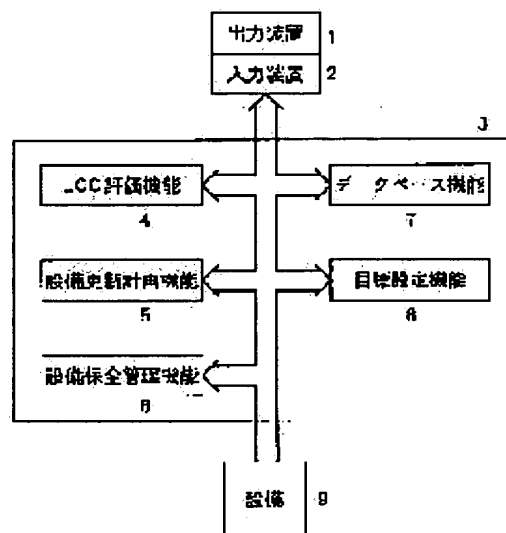 出力装置 1
入力装置 2
3
LCC評価機能
4
データベース機能
7
設備更新計画機能
5
目標設定機能
8
設備保全管理機能
6
設備 9